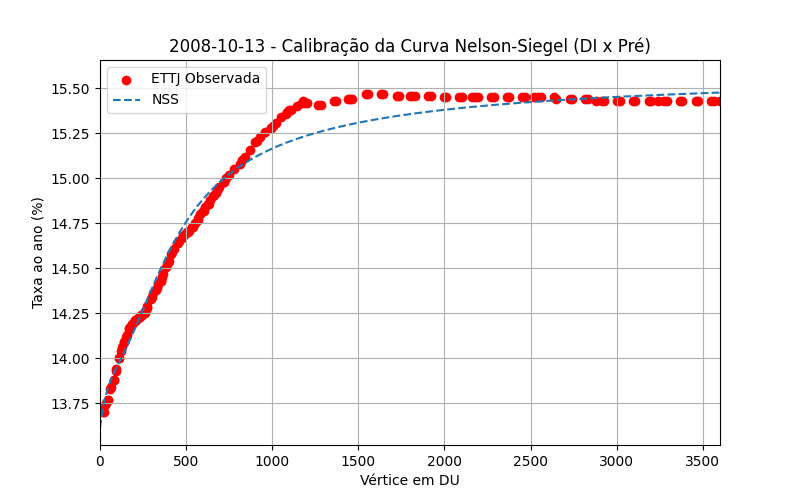 2008-10-13 - Calibração da Curva Nelson-Siegel (DI x Pré)
ETTJ Observada
NSS
Taxa ao ano (%)
15.50
15.25
15.00
14.75
14.50
14.25
14.00
13.75
0 500 1000 1500 2000 2500 3000 3500
Vértice em DU